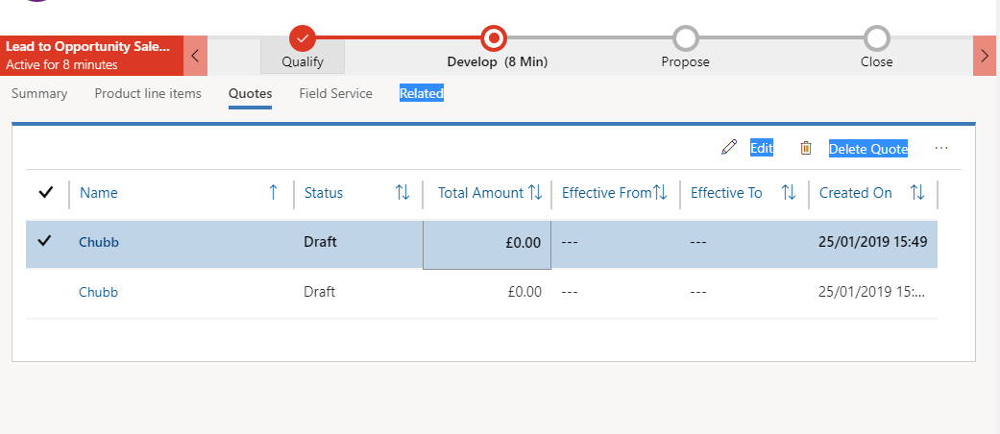 Lead to Opportunity Sale...
Active for 8 minutes
Qualify
Develop (8 Min)
Propose
Close
Summary Product line items Quotes Field Service Related
Edit Delete Quote ...
Name Status Total Amount Effective From Effective To Created On
Chubb Draft £0.00 --- --- 25/01/2019 15:49
Chubb Draft £0.00 --- --- 25/01/2019 15:...